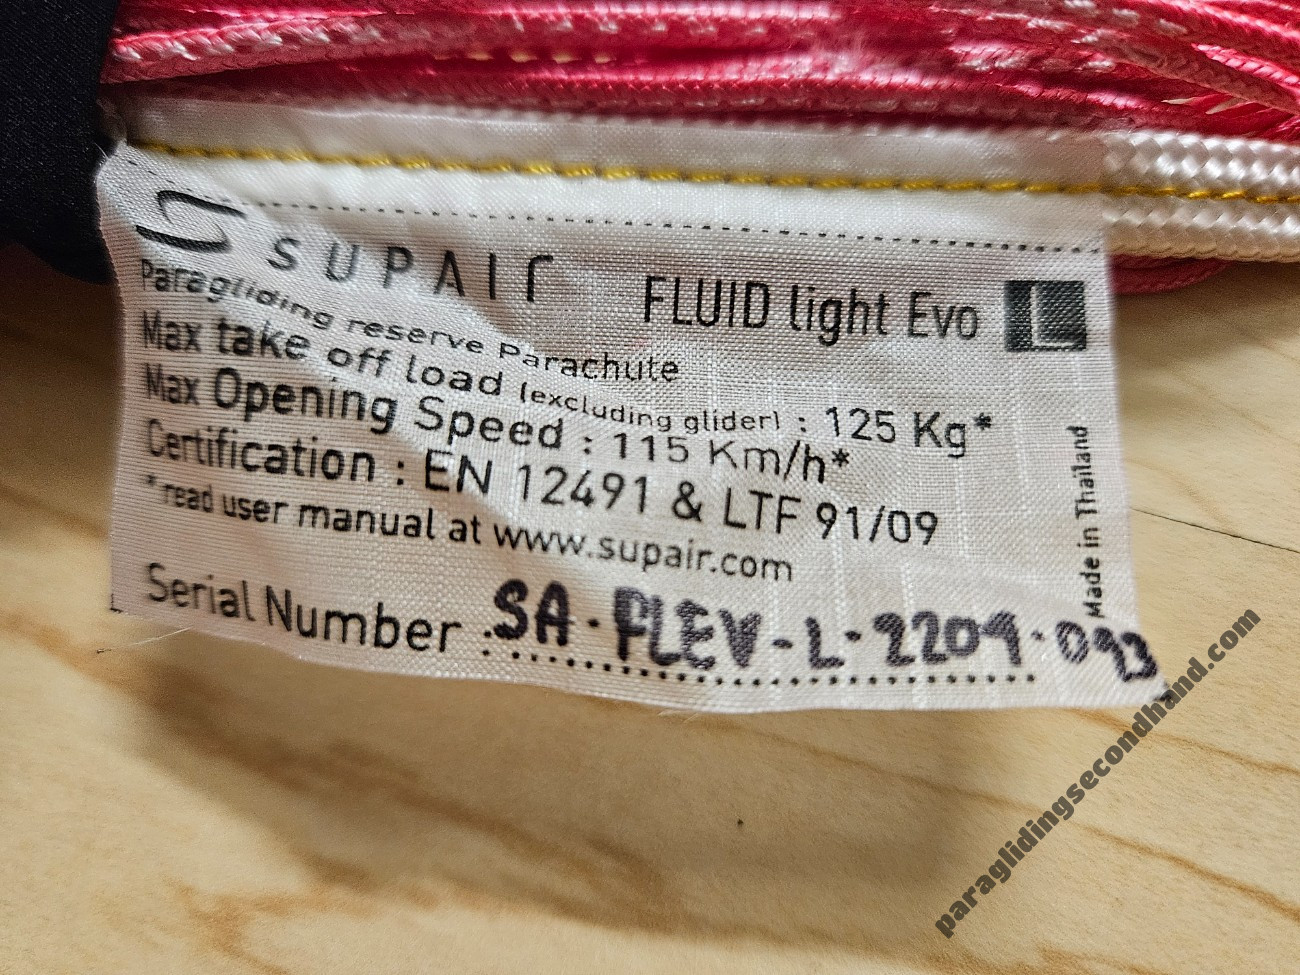 SUPAIR FLUID light Evo L
Paragliding reserve Parachute
Max take off load (excluding glider) : 125 Kg*
Max Opening Speed : 115 Km/h*
Certification : EN 12491 & LTF 91/09
* read user manual at www.supair.com
Serial Number : SA-FLEV-L-2209-093
Made in Thailand
paraglidingsecondhand.com